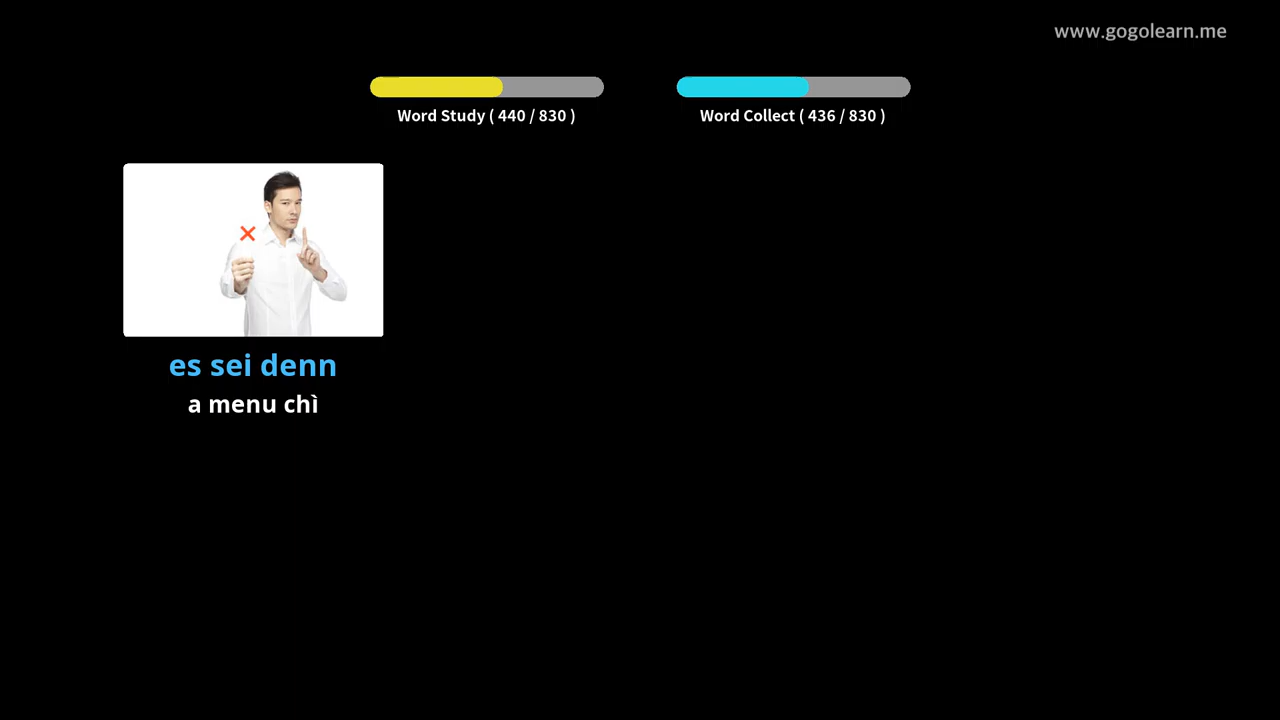 www.gogolearn.me
Word Study ( 440 / 830 )
Word Collect ( 436 / 830 )
es sei denn
a menu chì